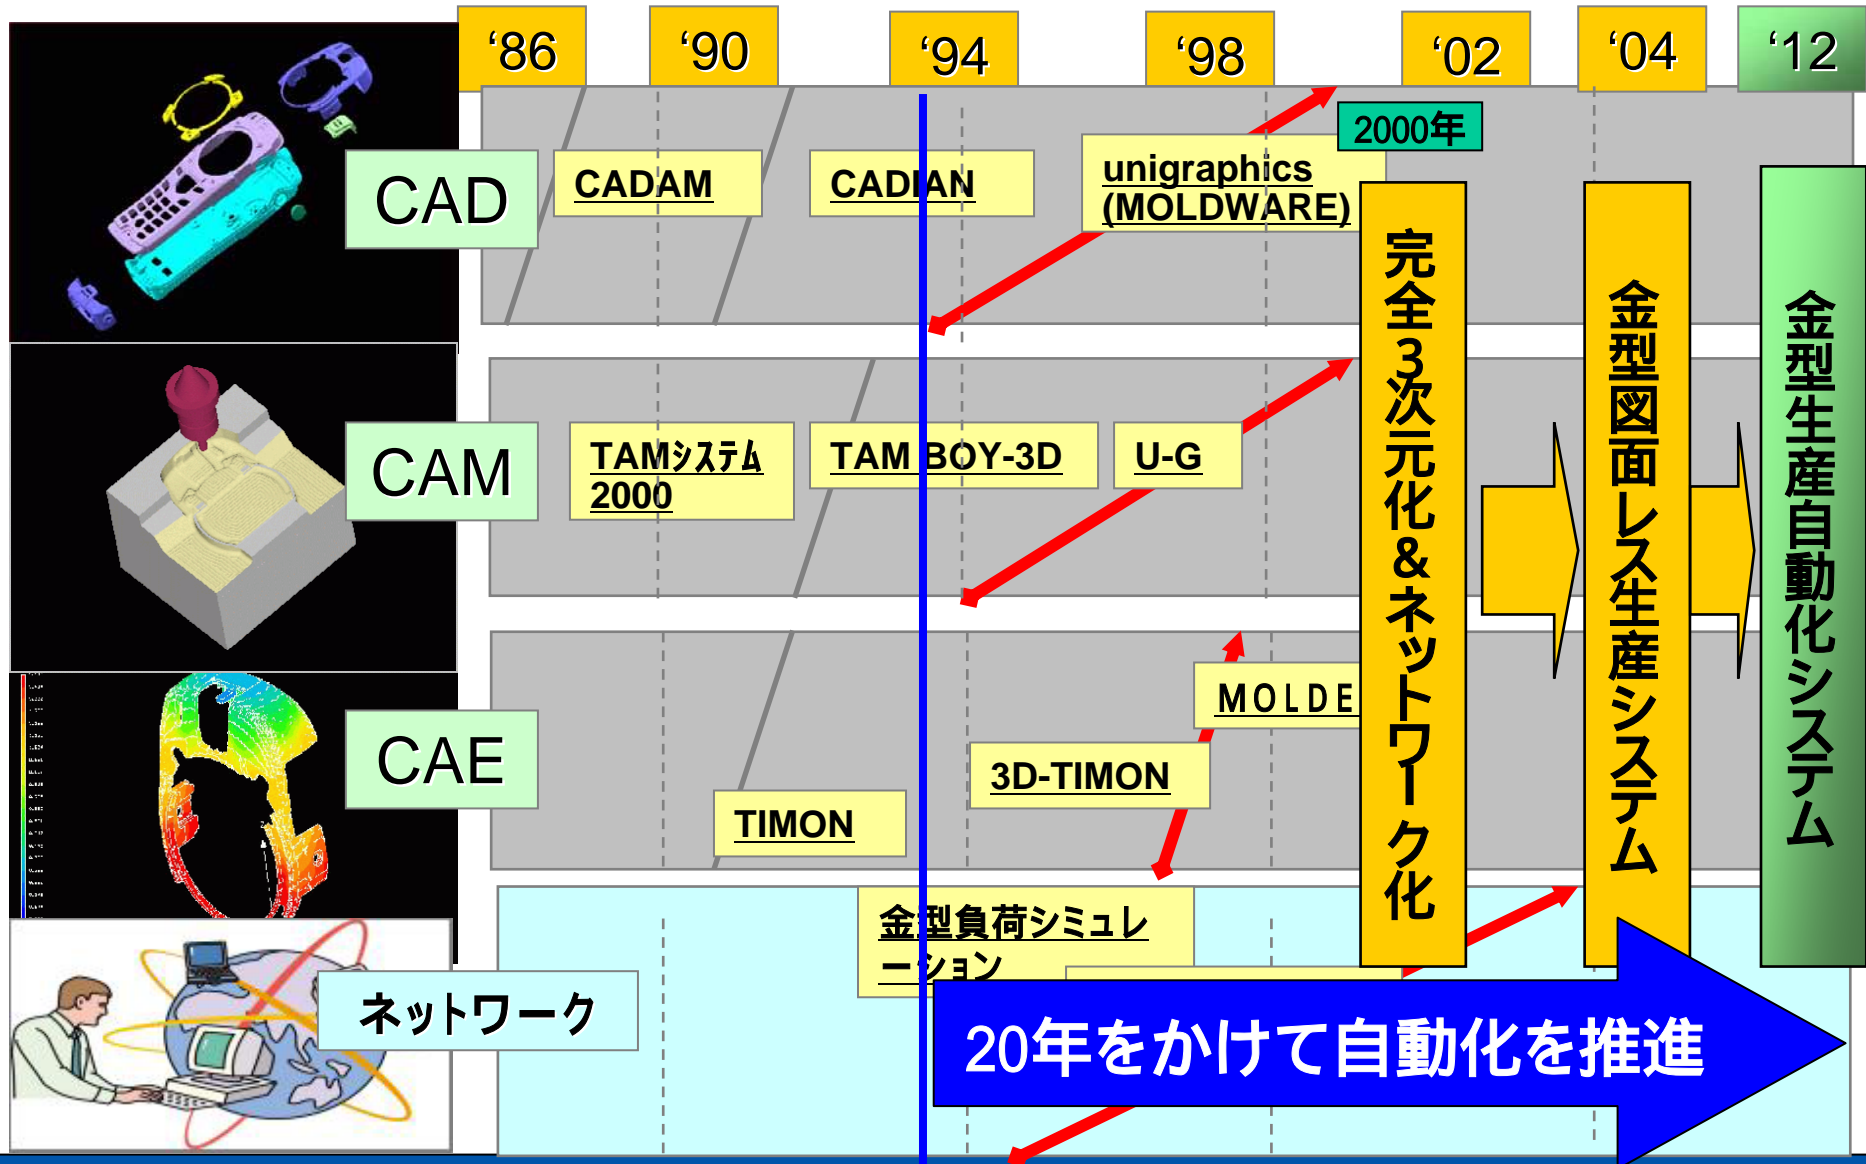 ‘86
‘90
‘94
‘98
‘02
‘04
‘12
2000年
CAD
CADAM
CADIAN
unigraphics
(MOLDWARE)
CAM
TAMシステム
2000
TAM BOY-3D
U-G
CAE
TIMON
3D-TIMON
ＭＯＬＤＥ
金型負荷シミュレ
ーション
ネットワーク
完全３次元化＆ネットワーク化
金型図面レス生産システム
金型生産自動化システム
20年をかけて自動化を推進